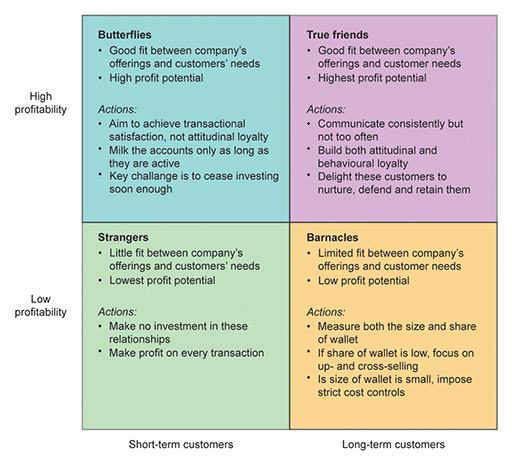 Butterflies
• Good fit between company's
offerings and customers' needs
• High profit potential
Actions:
• Aim to achieve transactional
satisfaction, not attitudinal loyalty
• Milk the accounts only as long as
they are active
• Key challange is to cease investing
soon enough
True friends
• Good fit between company's
offerings and customer needs
• Highest profit potential
Actions:
• Communicate consistently but
not too often
• Build both attitudinal and
behavioural loyalty
• Delight these customers to
nurture, defend and retain them
High
profitability
Strangers
• Little fit between company's
offerings and customers' needs
• Lowest profit potential
Actions:
• Make no investment in these
relationships
• Make profit on every transaction
Barnacles
• Limited fit between company's
offerings and customer needs
• Low profit potential
Actions:
• Measure both the size and share
of wallet
• If share of wallet is low, focus on
up- and cross-selling
• Is size of wallet is small, impose
strict cost controls
Low
profitability
Short-term customers
Long-term customers